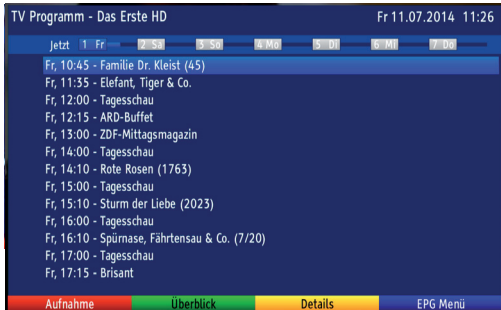 TV Programm - Das Erste HD Fr 11.07.2014 11:26
Jetzt 1 Fr 2 Sa 3 So 4 Mo 5 Di 6 Mi 7 Do
Fr, 10:45 - Familie Dr. Kleist (45)
Fr, 11:35 - Elefant, Tiger & Co.
Fr, 12:00 - Tagesschau
Fr, 12:15 - ARD-Buffet
Fr, 13:00 - ZDF-Mittagsmagazin
Fr, 14:00 - Tagesschau
Fr, 14:10 - Rote Rosen (1763)
Fr, 15:00 - Tagesschau
Fr, 15:10 - Sturm der Liebe (2023)
Fr, 16:00 - Tagesschau
Fr, 16:10 - Spürnase, Fährtensau & Co. (7/20)
Fr, 17:00 - Tagesschau
Fr, 17:15 - Brisant
Aufnahme Überblick Details EPG Menü